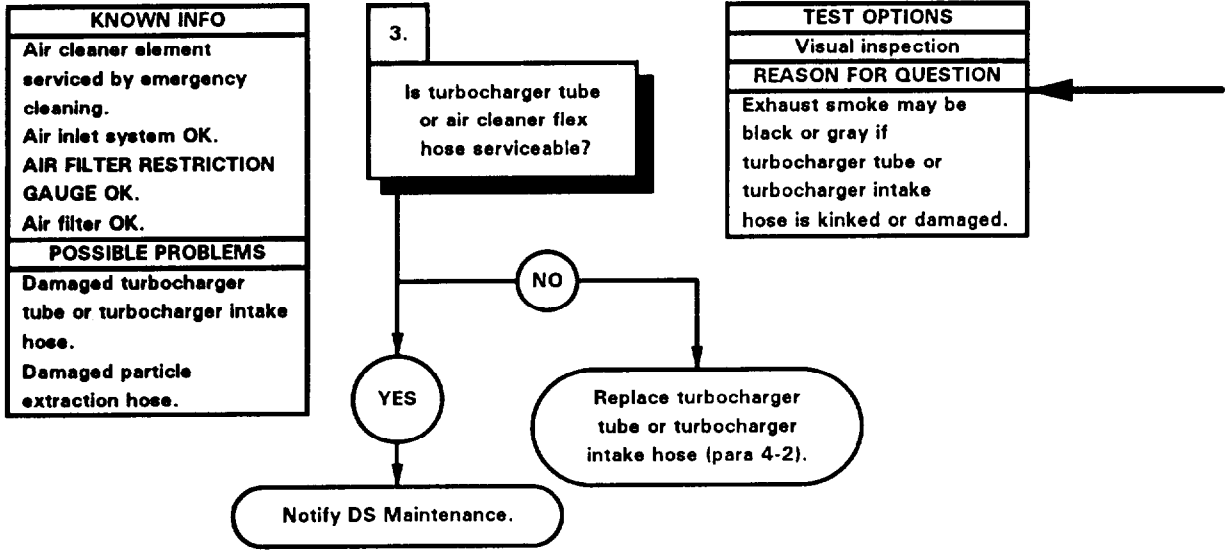 KNOWN INFO
Air cleaner element
serviced by emergency
cleaning.
Air inlet system OK.
AIR FILTER RESTRICTION
GAUGE OK.
Air filter OK.
POSSIBLE PROBLEMS
Damaged turbocharger
tube or turbocharger intake
hose.
Damaged particle
extraction hose.
3.
Is turbocharger tube
or air cleaner flex
hose serviceable?
NO
YES
Replace turbocharger
tube or turbocharger
intake hose (para 4-2).
Notify DS Maintenance.
TEST OPTIONS
Visual inspection
REASON FOR QUESTION
Exhaust smoke may be
black or gray if
turbocharger tube or
turbocharger intake
hose is kinked or damaged.